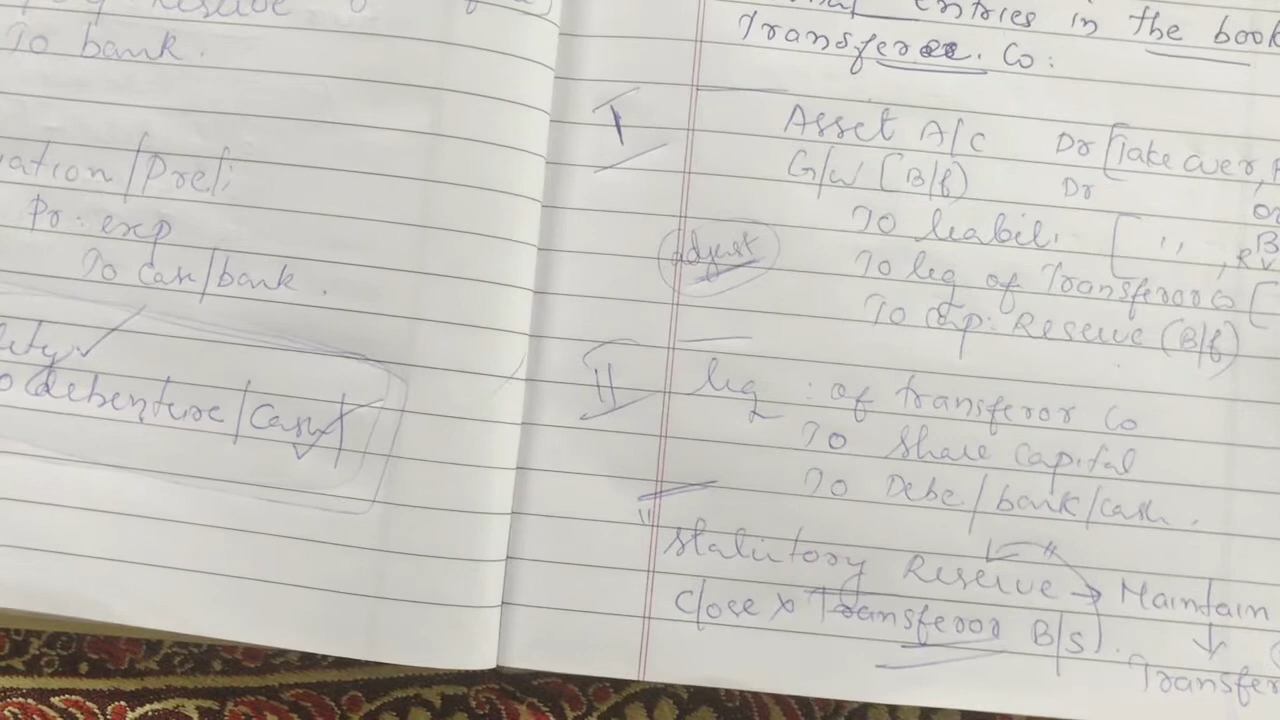 Reserve
To bank.
ation/Preli
Pr: exp
To Cash/bank.
debenture/Cash
entries in the book
Transferee. Co:
I
Asset A/C Dr [Take over,
G/W (B/f) Dr
To liabili. [ ",
adjust
To liq of Transferor Co [
To Cap: Reserve (B/f)
II
liq : of transferor Co
To Share Capital
To Debe/bank/cash.
Statutory Reserve → Maintain
Close x Transferor B/S).
Transfer